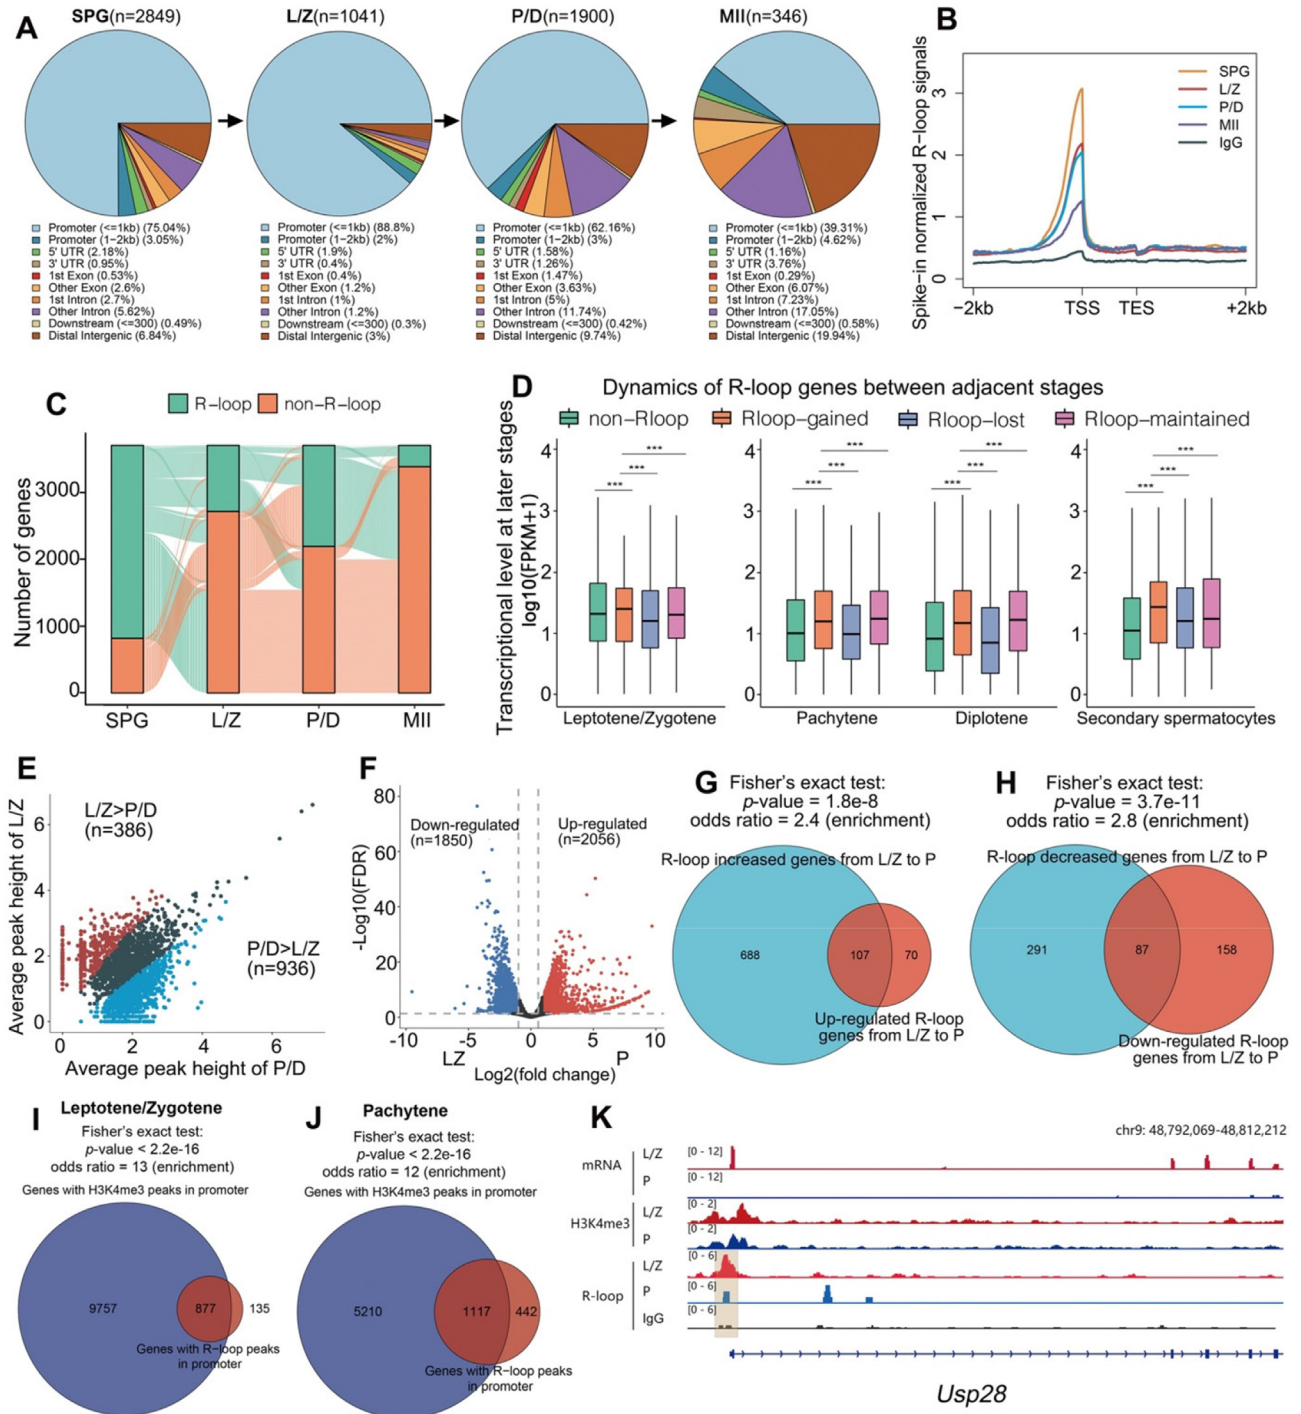 A
SPG(n=2849)
L/Z(n=1041)
P/D(n=1900)
MII(n=346)
Promoter (<=1kb) (75.04%)
Promoter (1−2kb) (3.05%)
5' UTR (2.18%)
3' UTR (0.95%)
1st Exon (0.53%)
Other Exon (2.6%)
1st Intron (2.7%)
Other Intron (5.62%)
Downstream (<=300) (0.49%)
Distal Intergenic (6.84%)
Promoter (<=1kb) (88.8%)
Promoter (1−2kb) (2%)
5' UTR (1.9%)
3' UTR (0.4%)
1st Exon (0.4%)
Other Exon (1.2%)
1st Intron (1%)
Other Intron (1.2%)
Downstream (<=300) (0.3%)
Distal Intergenic (3%)
Promoter (<=1kb) (62.16%)
Promoter (1−2kb) (3%)
5' UTR (1.58%)
3' UTR (1.26%)
1st Exon (1.47%)
Other Exon (3.63%)
1st Intron (5%)
Other Intron (11.74%)
Downstream (<=300) (0.42%)
Distal Intergenic (9.74%)
Promoter (<=1kb) (39.31%)
Promoter (1−2kb) (4.62%)
5' UTR (1.16%)
3' UTR (3.76%)
1st Exon (0.29%)
Other Exon (6.07%)
1st Intron (7.23%)
Other Intron (17.05%)
Downstream (<=300) (0.58%)
Distal Intergenic (19.94%)
B
Spike−in normalized R−loop signals
3
2
1
0
SPG
L/Z
P/D
MII
IgG
−2kb
TSS
TES
+2kb
C
R−loop
non−R−loop
Number of genes
3000
2000
1000
0
SPG
L/Z
P/D
MII
D
Dynamics of R-loop genes between adjacent stages
non−Rloop
Rloop−gained
Rloop−lost
Rloop−maintained
Transcriptional level at later stages
log10(FPKM+1)
4
3
2
1
0
***
***
***
Leptotene/Zygotene
4
3
2
1
0
***
***
***
***
***
***
Pachytene
Diplotene
4
3
2
1
0
***
***
***
Secondary spermatocytes
E
L/Z>P/D
(n=386)
P/D>L/Z
(n=936)
Average peak height of L/Z
6
4
2
0
0
2
4
6
Average peak height of P/D
F
-Log10(FDR)
80
60
40
20
0
Down-regulated
(n=1850)
Up-regulated
(n=2056)
-10
-5
0
5
10
LZ
P
Log2(fold change)
G
Fisher's exact test:
p-value = 1.8e-8
odds ratio = 2.4 (enrichment)
R-loop increased genes from L/Z to P
688
107
70
Up-regulated R-loop
genes from L/Z to P
H
Fisher's exact test:
p-value = 3.7e-11
odds ratio = 2.8 (enrichment)
R-loop decreased genes from L/Z to P
291
87
158
Down-regulated R-loop
genes from L/Z to P
I
Leptotene/Zygotene
Fisher's exact test:
p-value < 2.2e-16
odds ratio = 13 (enrichment)
Genes with H3K4me3 peaks in promoter
9757
877
135
Genes with R−loop peaks
in promoter
J
Pachytene
Fisher's exact test:
p-value < 2.2e-16
odds ratio = 12 (enrichment)
Genes with H3K4me3 peaks in promoter
5210
1117
442
Genes with R−loop peaks
in promoter
K
chr9: 48,792,069-48,812,212
mRNA
L/Z
[0 - 12]
P
[0 - 12]
H3K4me3
L/Z
[0 - 2]
P
[0 - 2]
R-loop
L/Z
[0 - 6]
P
[0 - 6]
IgG
[0 - 6]
Usp28